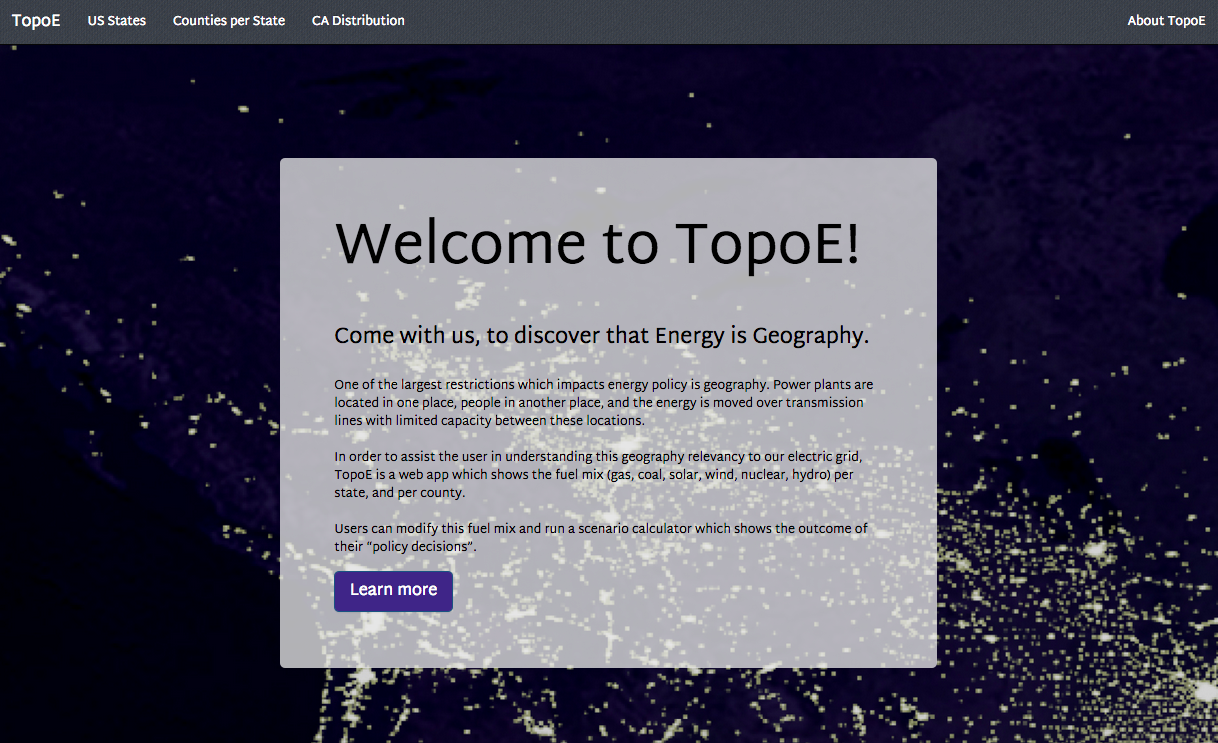 TopoE US States Counties per State CA Distribution About TopoE
Welcome to TopoE!
Come with us, to discover that Energy is Geography.
One of the largest restrictions which impacts energy policy is geography. Power plants are
located in one place, people in another place, and the energy is moved over transmission
lines with limited capacity between these locations.
In order to assist the user in understanding this geography relevancy to our electric grid,
TopoE is a web app which shows the fuel mix (gas, coal, solar, wind, nuclear, hydro) per
state, and per county.
Users can modify this fuel mix and run a scenario calculator which shows the outcome of
their “policy decisions”.
Learn more